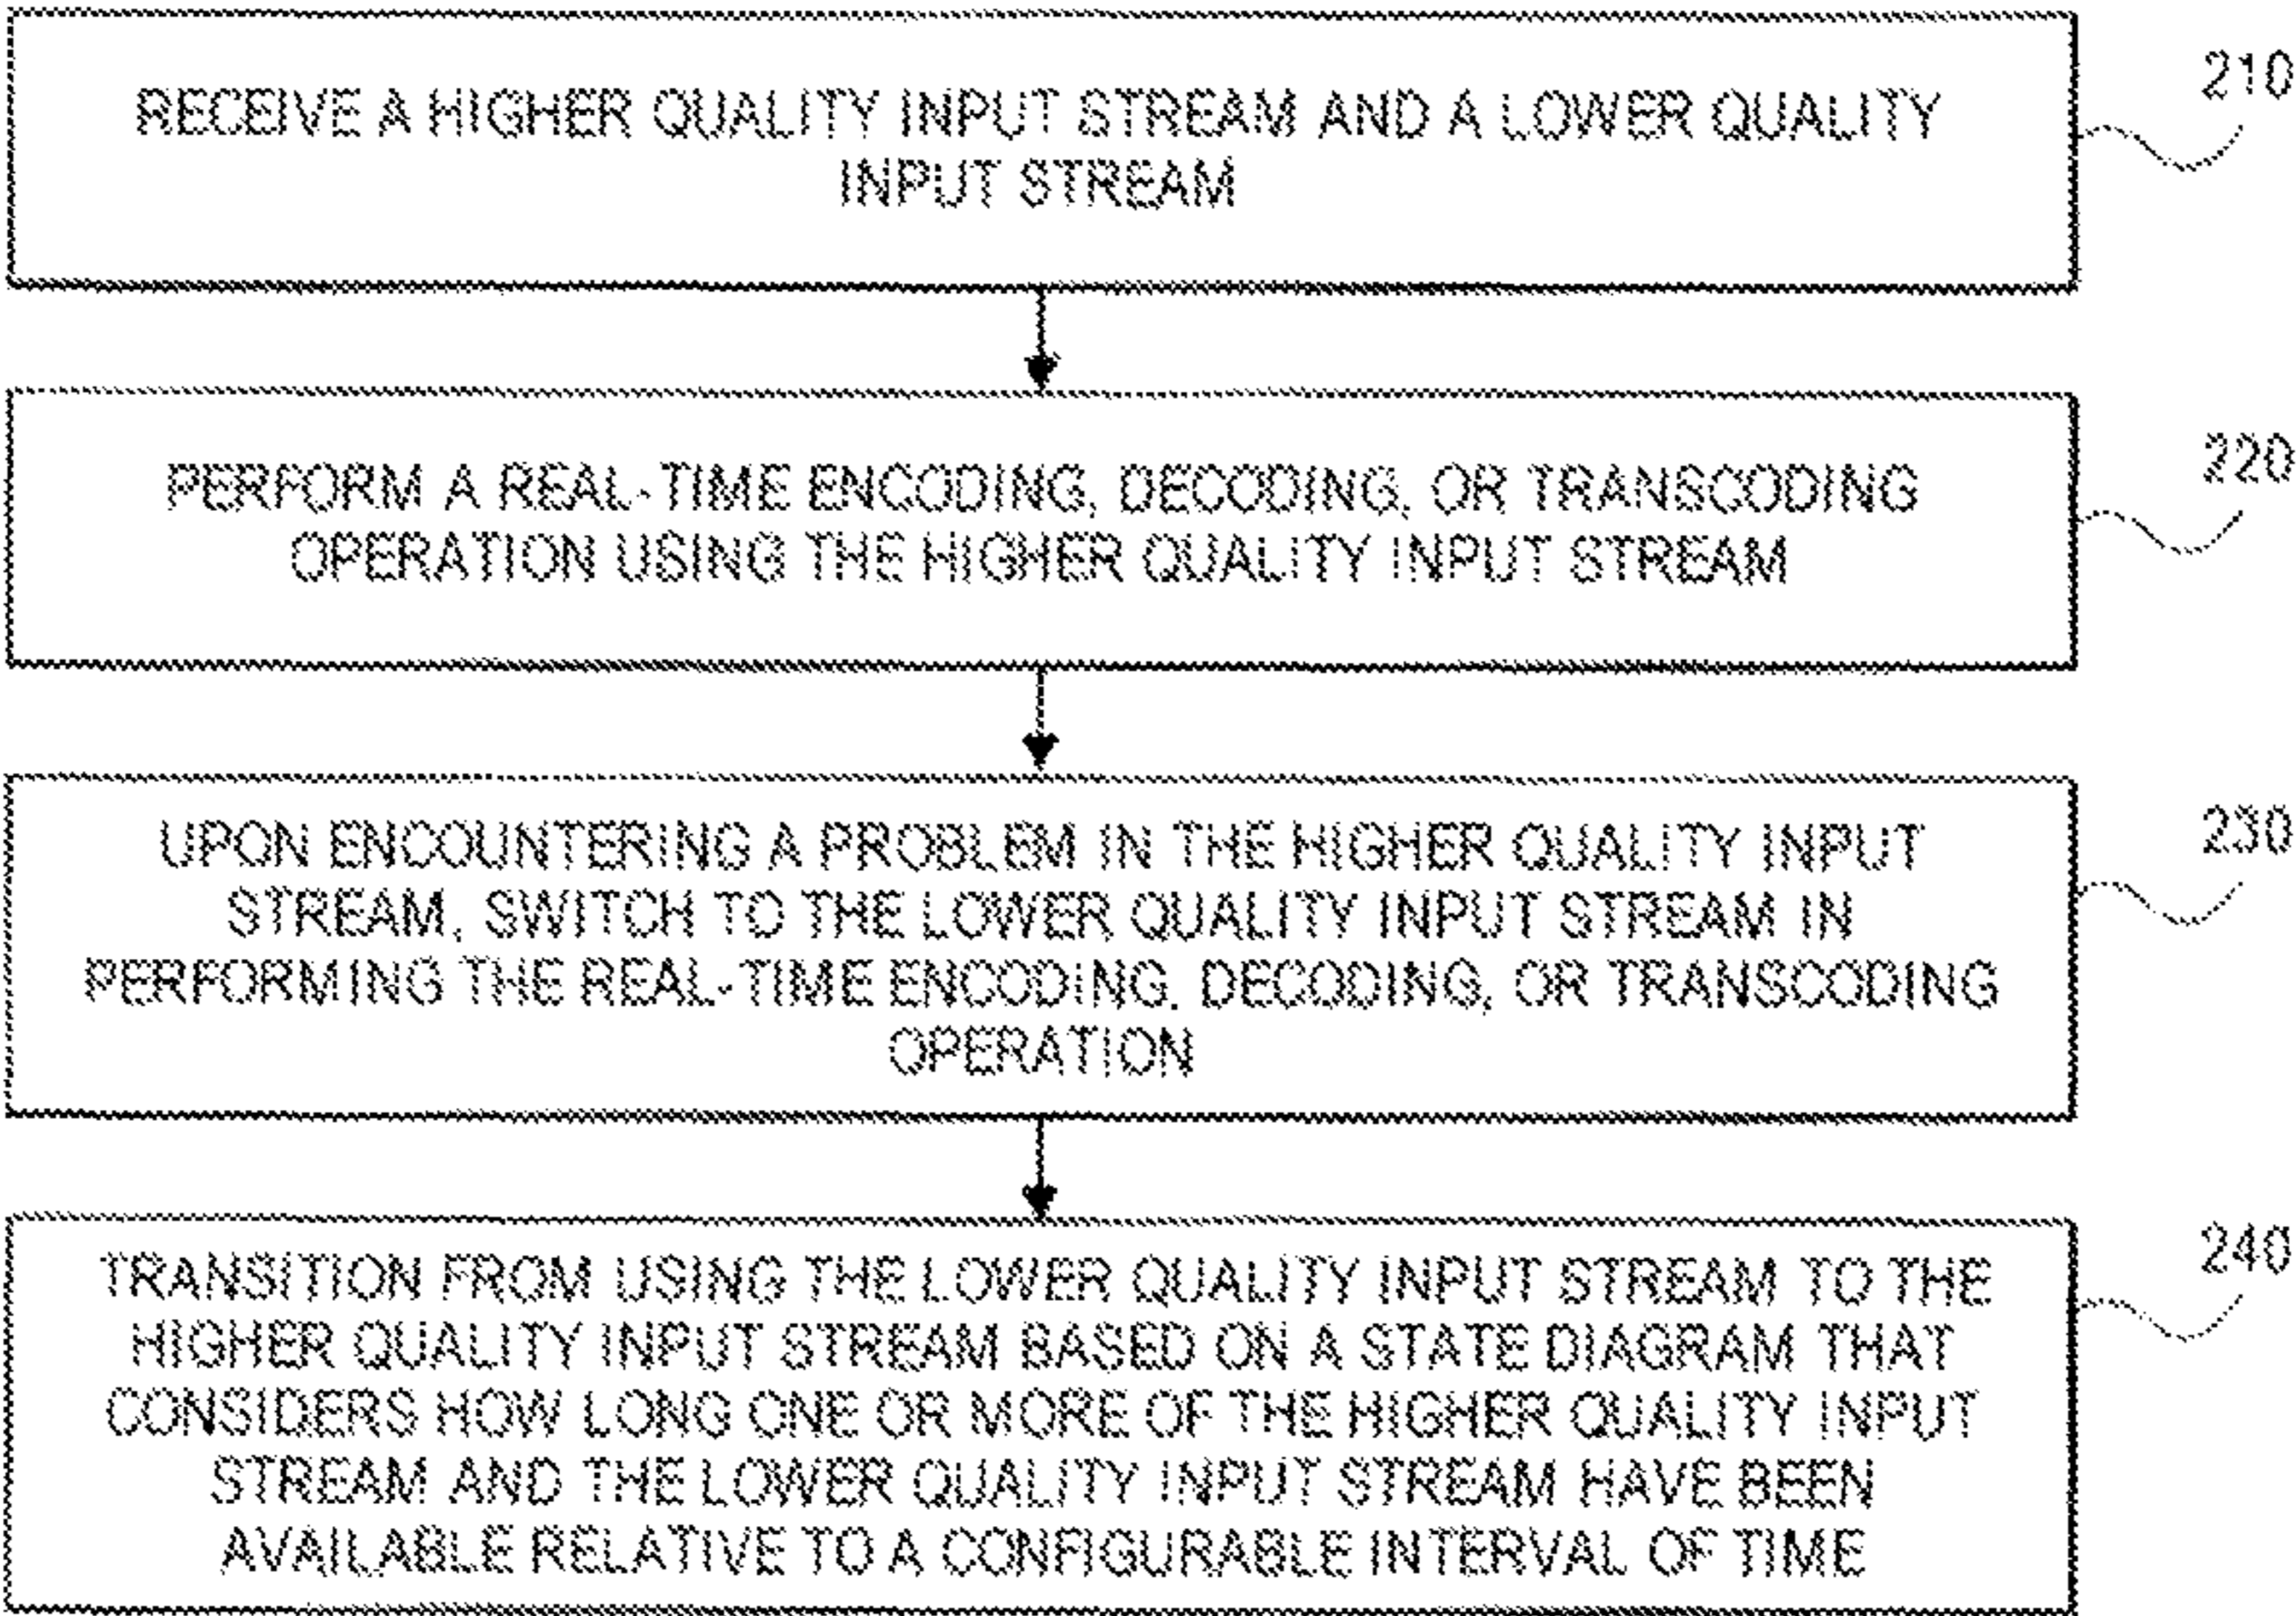 RECEIVE A HIGHER QUALITY INPUT STREAM AND A LOWER QUALITY
INPUT STREAM
210
PERFORM A REAL-TIME ENCODING, DECODING, OR TRANSCODING
OPERATION USING THE HIGHER QUALITY INPUT STREAM
220
UPON ENCOUNTERING A PROBLEM IN THE HIGHER QUALITY INPUT
STREAM, SWITCH TO THE LOWER QUALITY INPUT STREAM IN
PERFORMING THE REAL-TIME ENCODING, DECODING, OR TRANSCODING
OPERATION
230
TRANSITION FROM USING THE LOWER QUALITY INPUT STREAM TO THE
HIGHER QUALITY INPUT STREAM BASED ON A STATE DIAGRAM THAT
CONSIDERS HOW LONG ONE OR MORE OF THE HIGHER QUALITY INPUT
STREAM AND THE LOWER QUALITY INPUT STREAM HAVE BEEN
AVAILABLE RELATIVE TO A CONFIGURABLE INTERVAL OF TIME
240